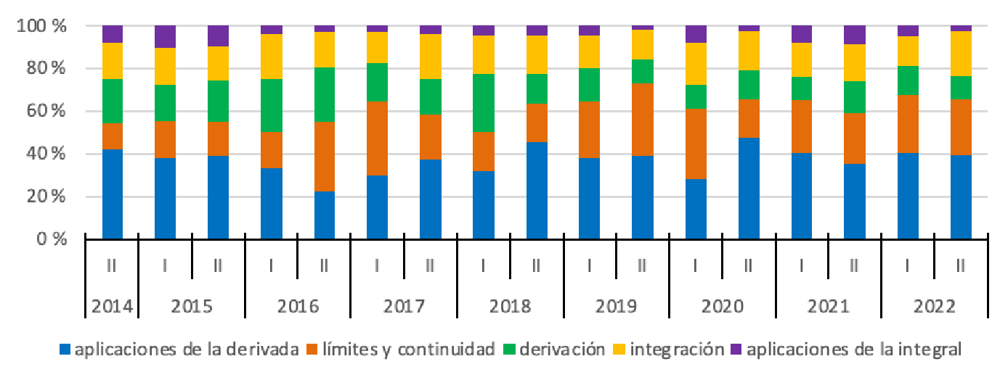 100 %
80 %
60 %
40 %
20 %
0 %
II I II I II I II I II I II I II I II I II
2014 2015 2016 2017 2018 2019 2020 2021 2022
aplicaciones de la derivada límites y continuidad derivación integración aplicaciones de la integral